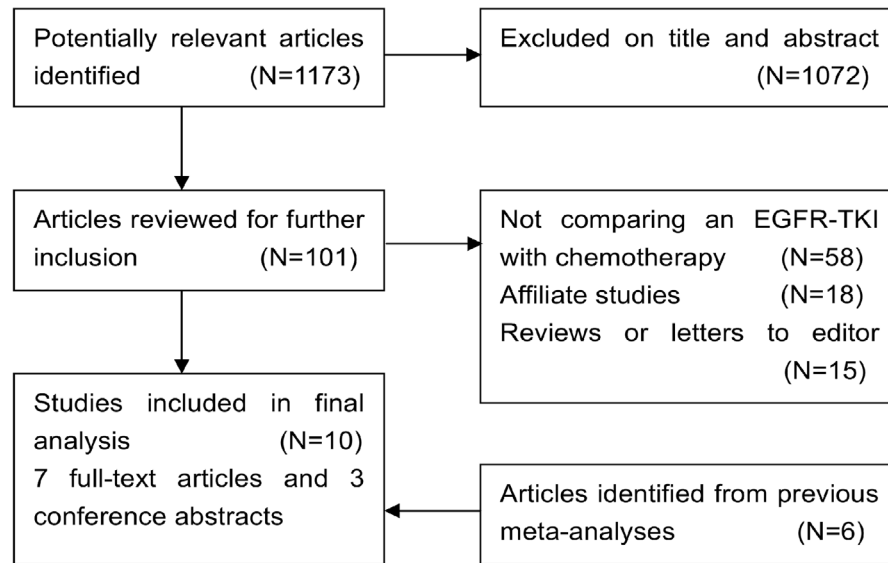 Potentially relevant articles
identified (N=1173)
Excluded on title and abstract
(N=1072)
Articles reviewed for further
inclusion (N=101)
Not comparing an EGFR-TKI
with chemotherapy (N=58)
Affiliate studies (N=18)
Reviews or letters to editor
(N=15)
Studies included in final
analysis (N=10)
7 full-text articles and 3
conference abstracts
Articles identified from previous
meta-analyses (N=6)